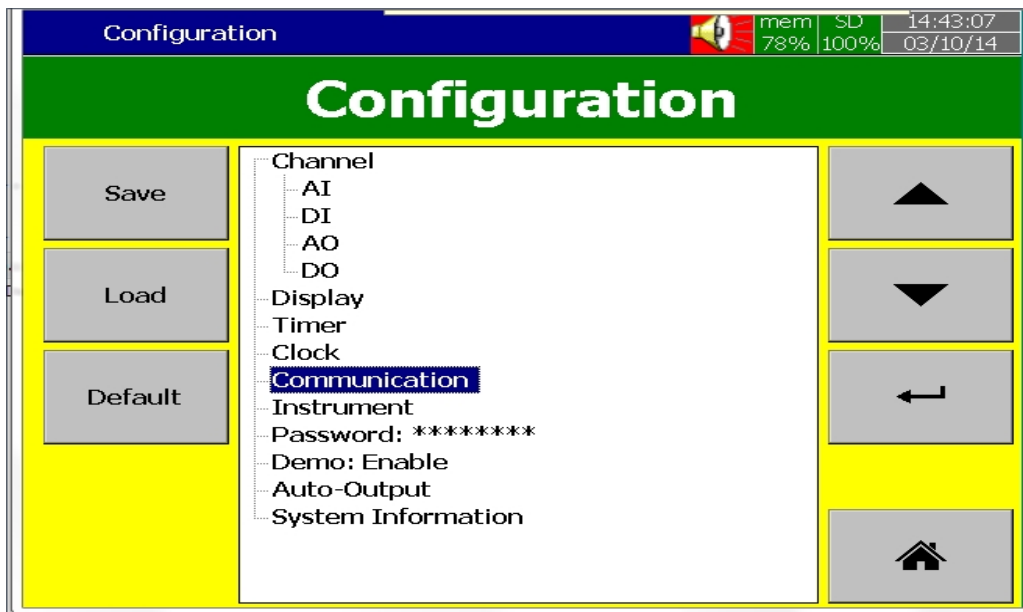 Configuration
mem SD 14:43:07
78% 100% 03/10/14
Configuration
Save
Load
Default
Channel
AI
DI
AO
DO
Display
Timer
Clock
Communication
Instrument
Password: ********
Demo: Enable
Auto-Output
System Information